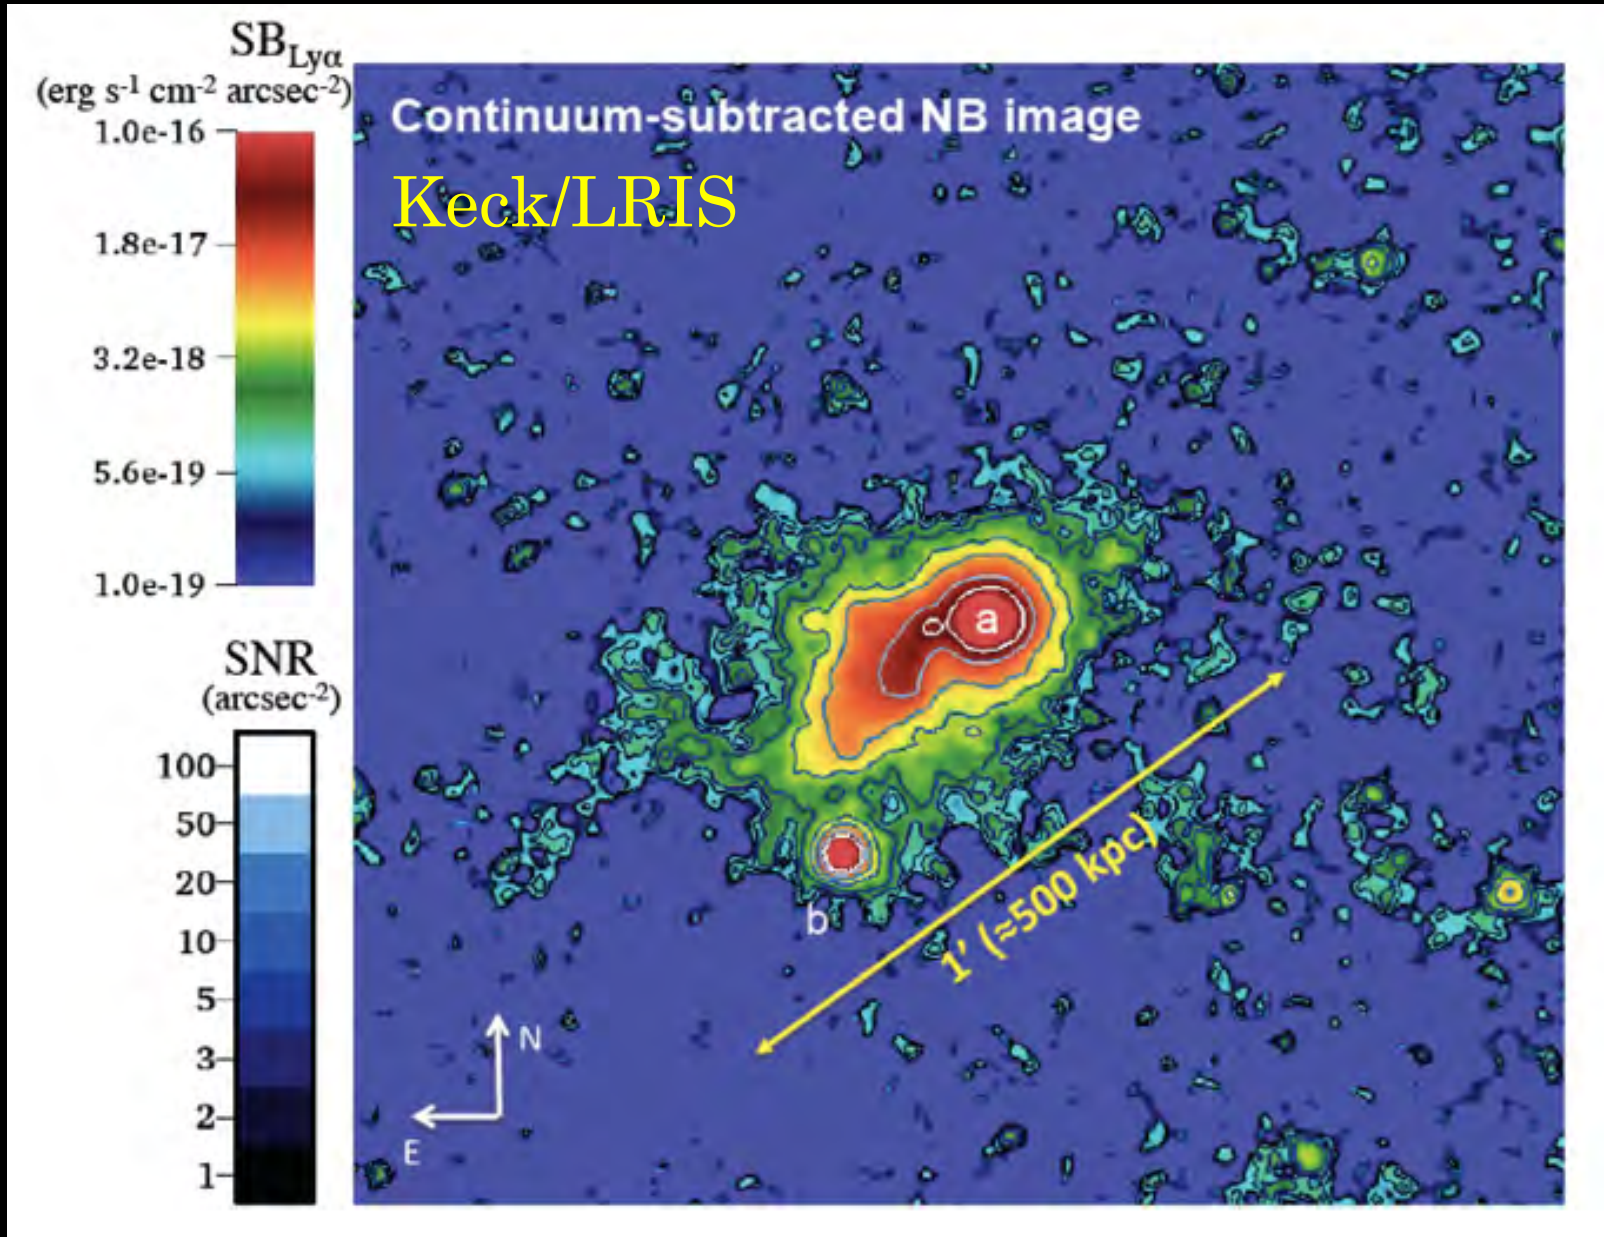 SB Lyα
(erg s-1 cm-2 arcsec-2)
1.0e-16
1.8e-17
3.2e-18
5.6e-19
1.0e-19
SNR
(arcsec-2)
100
50
20
10
5
3
2
1
Continuum-subtracted NB image
Keck/LRIS
a
b
1’ (≈500 kpc)
N
E